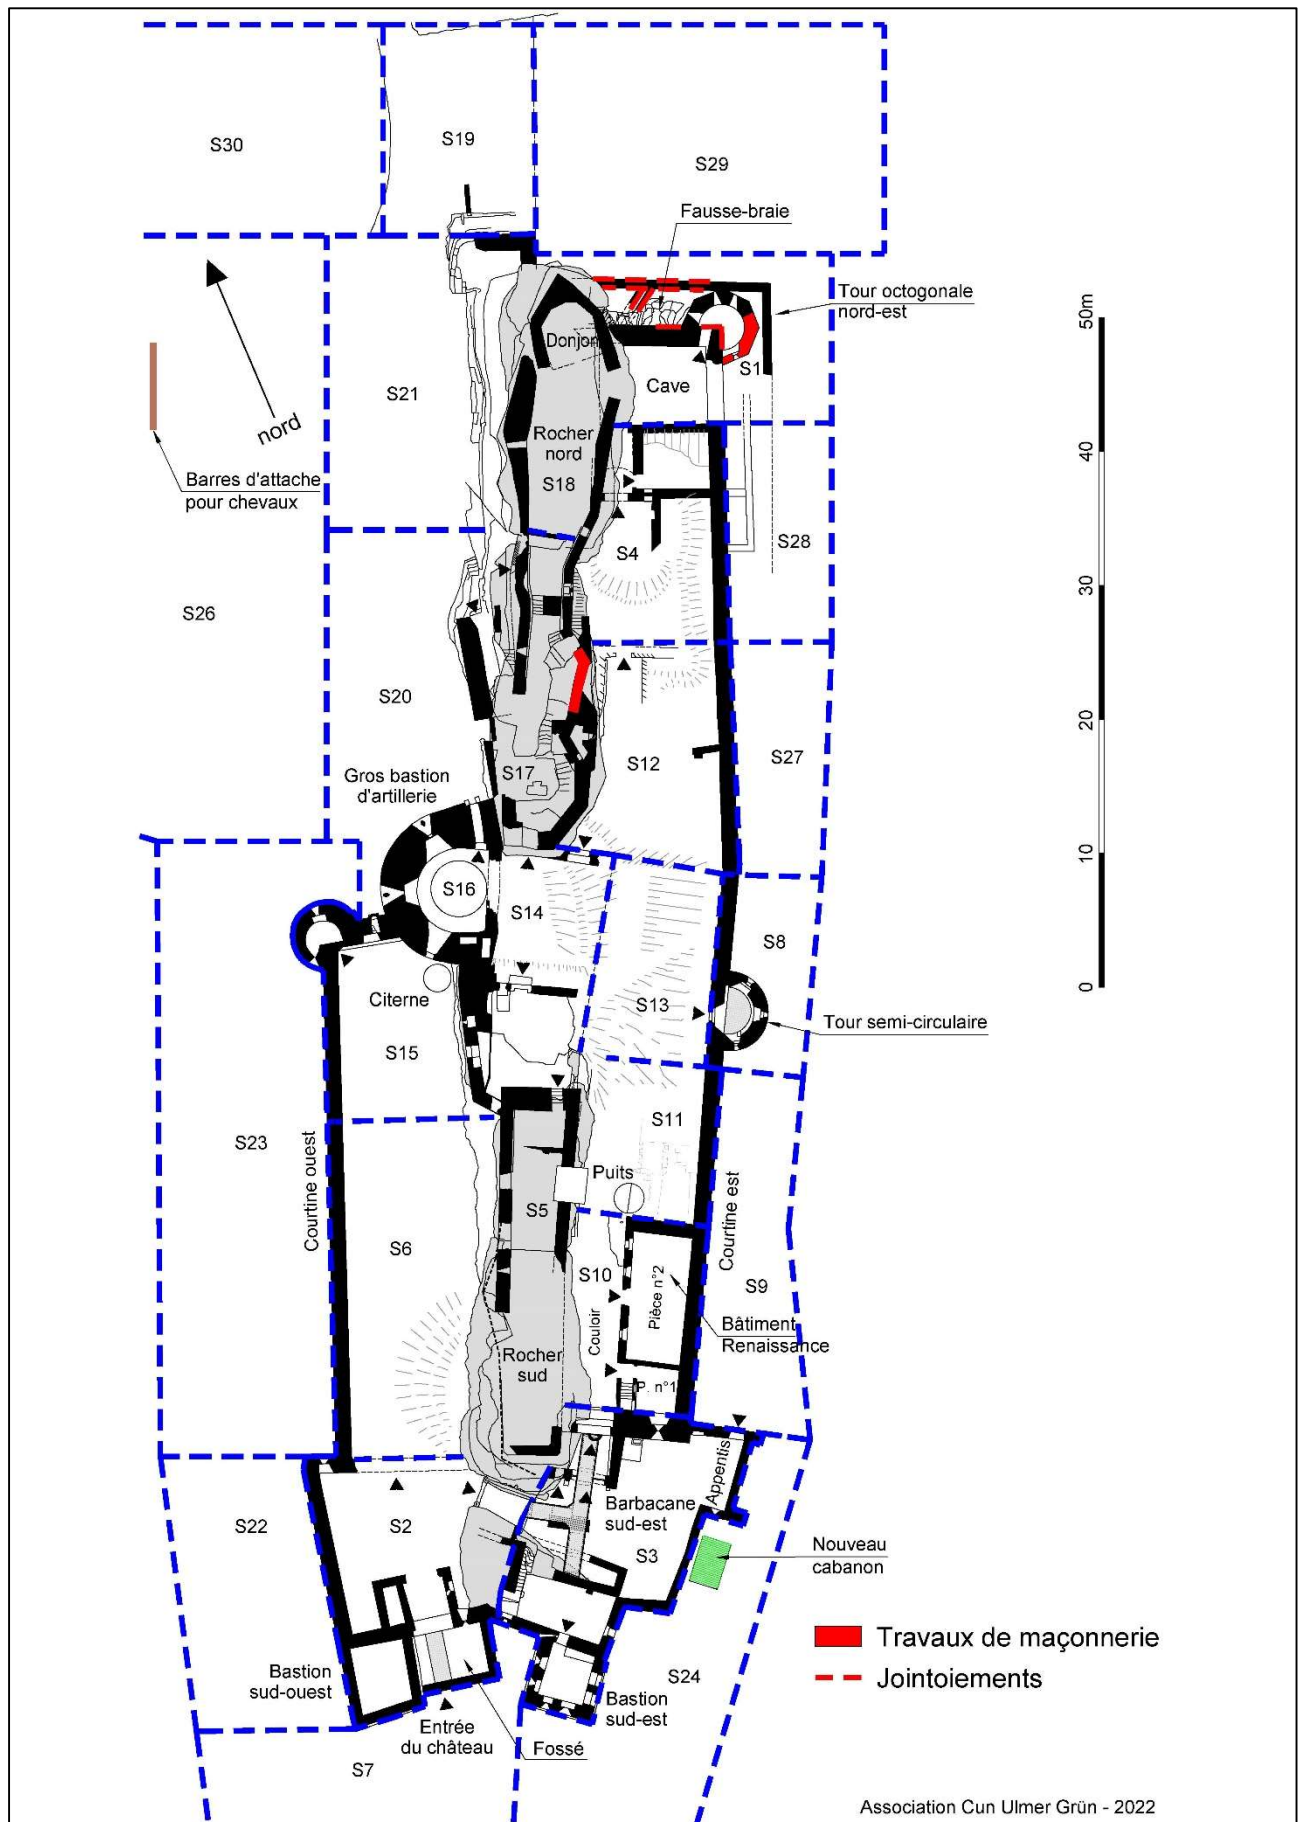 S30
S19
S29
Fausse-braie
Tour octogonale
nord-est
50m
Donjon
S1
Cave
S21
nord
Rocher
nord
S18
40
Barres d'attache
pour chevaux
S4
S28
S26
30
S20
S12
S27
20
Gros bastion
d'artillerie
S17
10
S16
S14
S8
Citerne
S13
0
Tour semi-circulaire
S15
S11
S23
Courtine ouest
Puits
S5
Courtine est
S6
S10
Couloir
Pièce n°2
S9
Bâtiment
Renaissance
Rocher
sud
P. n°1
Appentis
Barbacane
sud-est
S22
S2
S3
Nouveau
cabanon
Travaux de maçonnerie
Jointoiements
Bastion
sud-ouest
S24
Bastion
sud-est
Entrée
du château
Fossé
S7
Association Cun Ulmer Grün - 2022